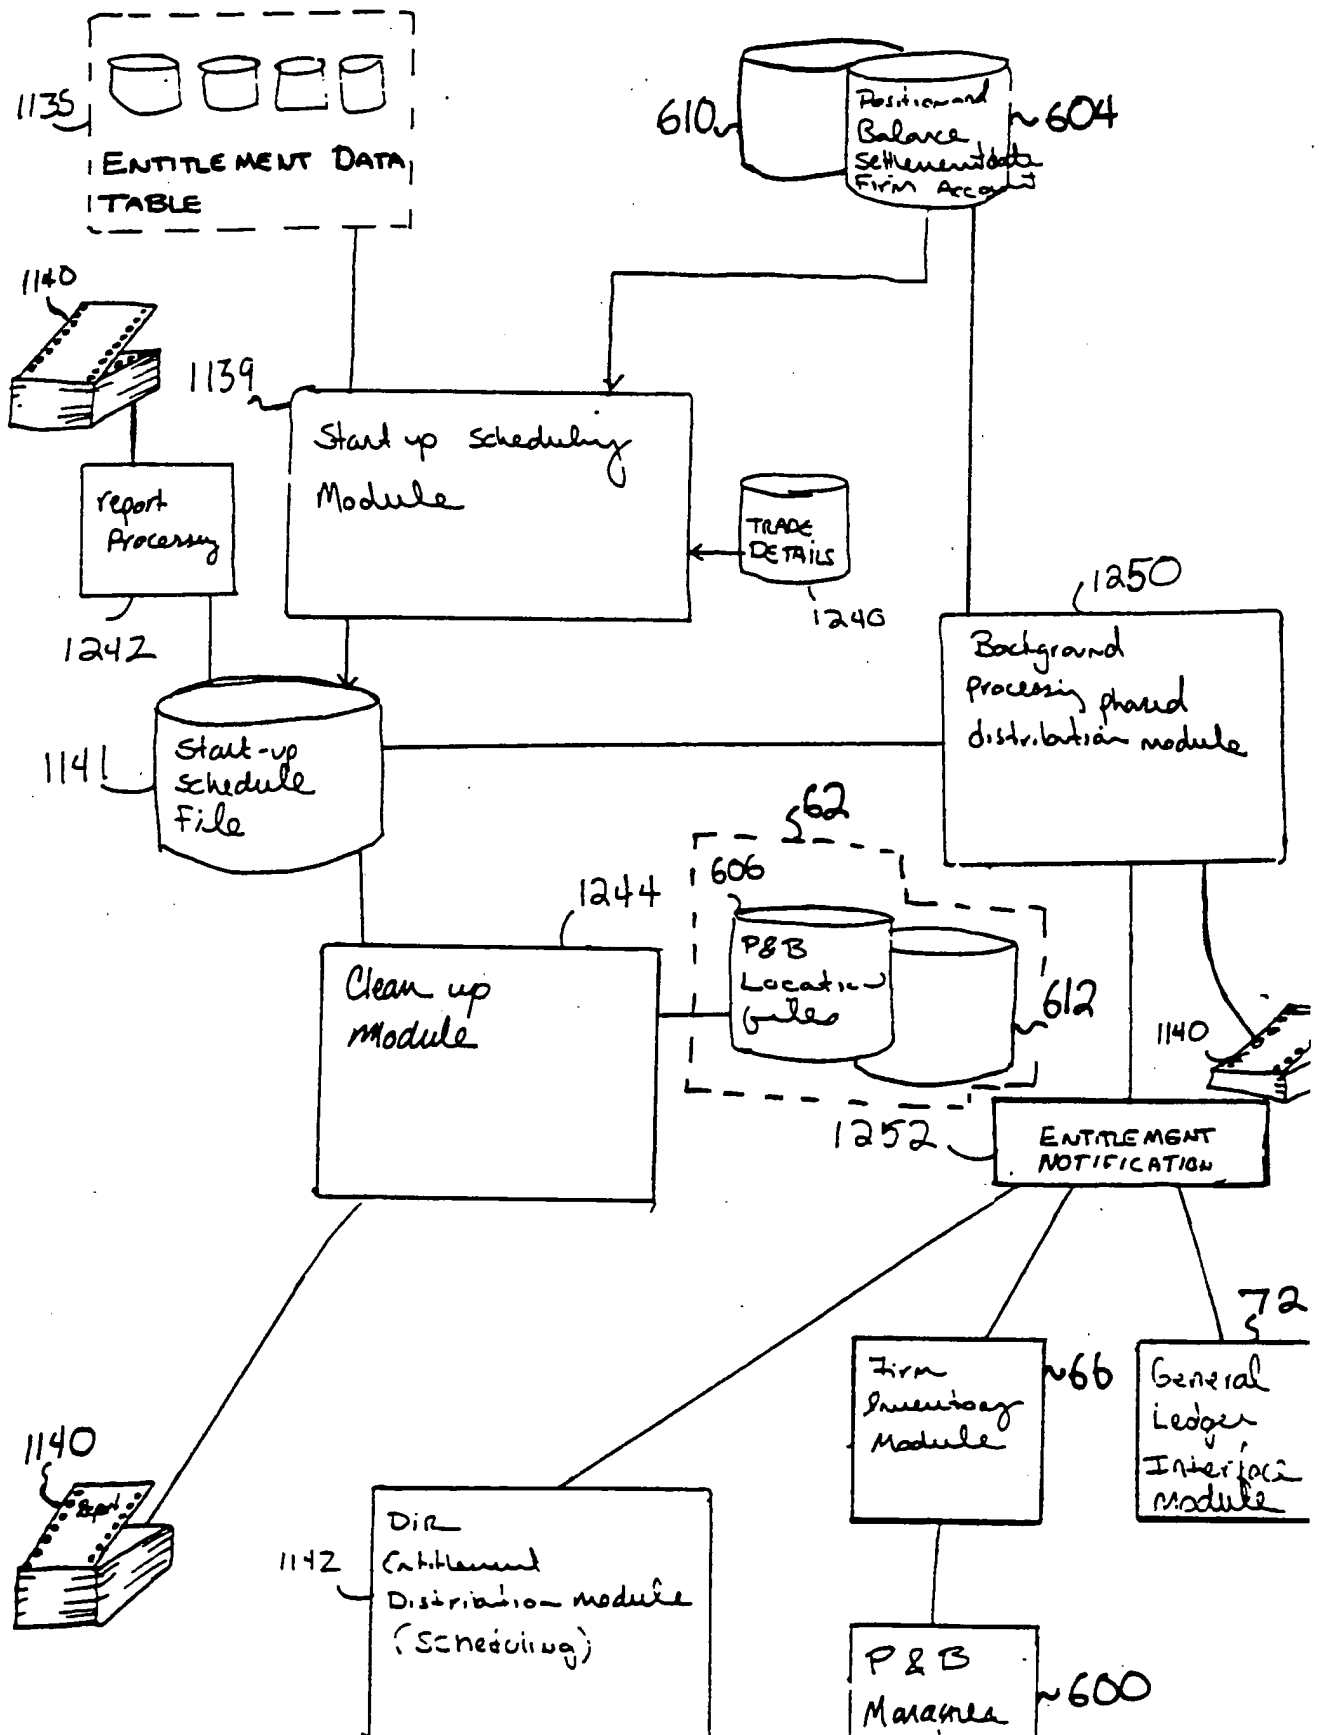 1135
ENTITLEMENT DATA
TABLE
610
604
Position and
Balance
Settlement date
Firm Account
1140
1139
Start up scheduling
Module
report
Processing
1242
TRADE
DETAILS
1240
1250
Background
processing phased
distribution module
1141
Start-up
schedule
File
62
606
P&B
Location
files
612
1244
Clean up
Module
1140
1252
ENTITLEMENT
NOTIFICATION
72
66
Firm
Inventory
Module
General
Ledger
Interface
Module
1140
Report
1142
Dir
Entitlement
Distribution module
(Scheduling)
P & B
Manager
600